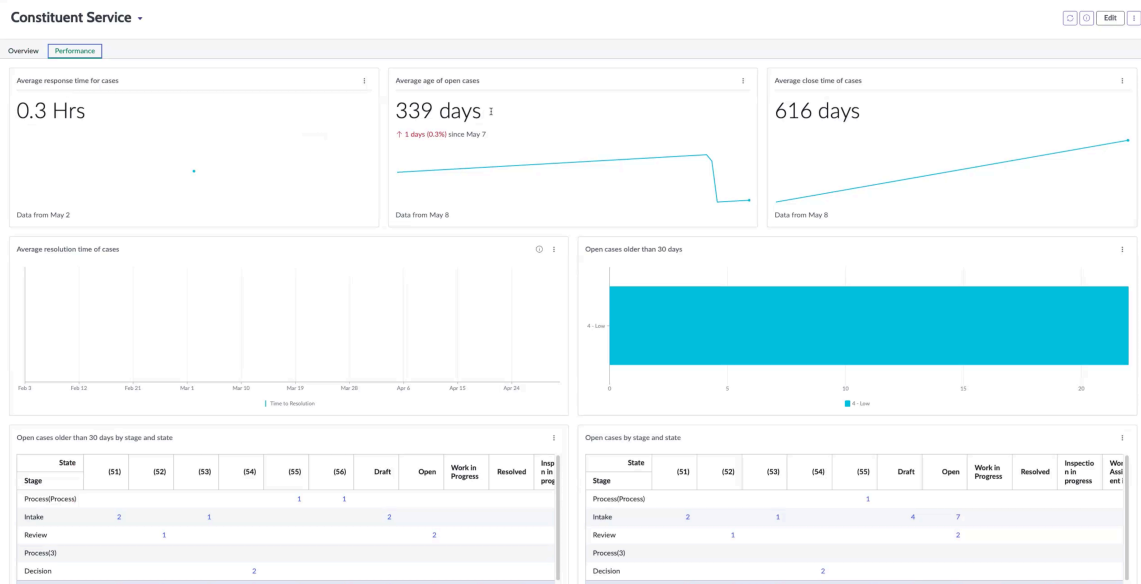 Constituent Service
Edit
Overview Performance
Average response time for cases
0.3 Hrs
Data from May 2
Average age of open cases
339 days
↑ 1 days (0.3%) since May 7
Data from May 8
Average close time of cases
616 days
Data from May 8
Average resolution time of cases
Feb 3 Feb 12 Feb 21 Mar 1 Mar 10 Mar 19 Mar 28 Apr 6 Apr 15 Apr 24
Time to Resolution
Open cases older than 30 days
4 - Low
0 5 10 15 20
4 - Low
Open cases older than 30 days by stage and state
State
Stage
(51) (52) (53) (54) (55) (56) Draft Open Work in Progress Resolved Insp n in prog
Process(Process) 1 1
Intake 2 1 2
Review 1 2
Process(3)
Decision 2
Open cases by stage and state
State
Stage
(51) (52) (53) (54) (55) Draft Open Work in Progress Resolved Inspectio n in progress
Process(Process) 1
Intake 2 1 4 7
Review 1 2
Process(3)
Decision 2